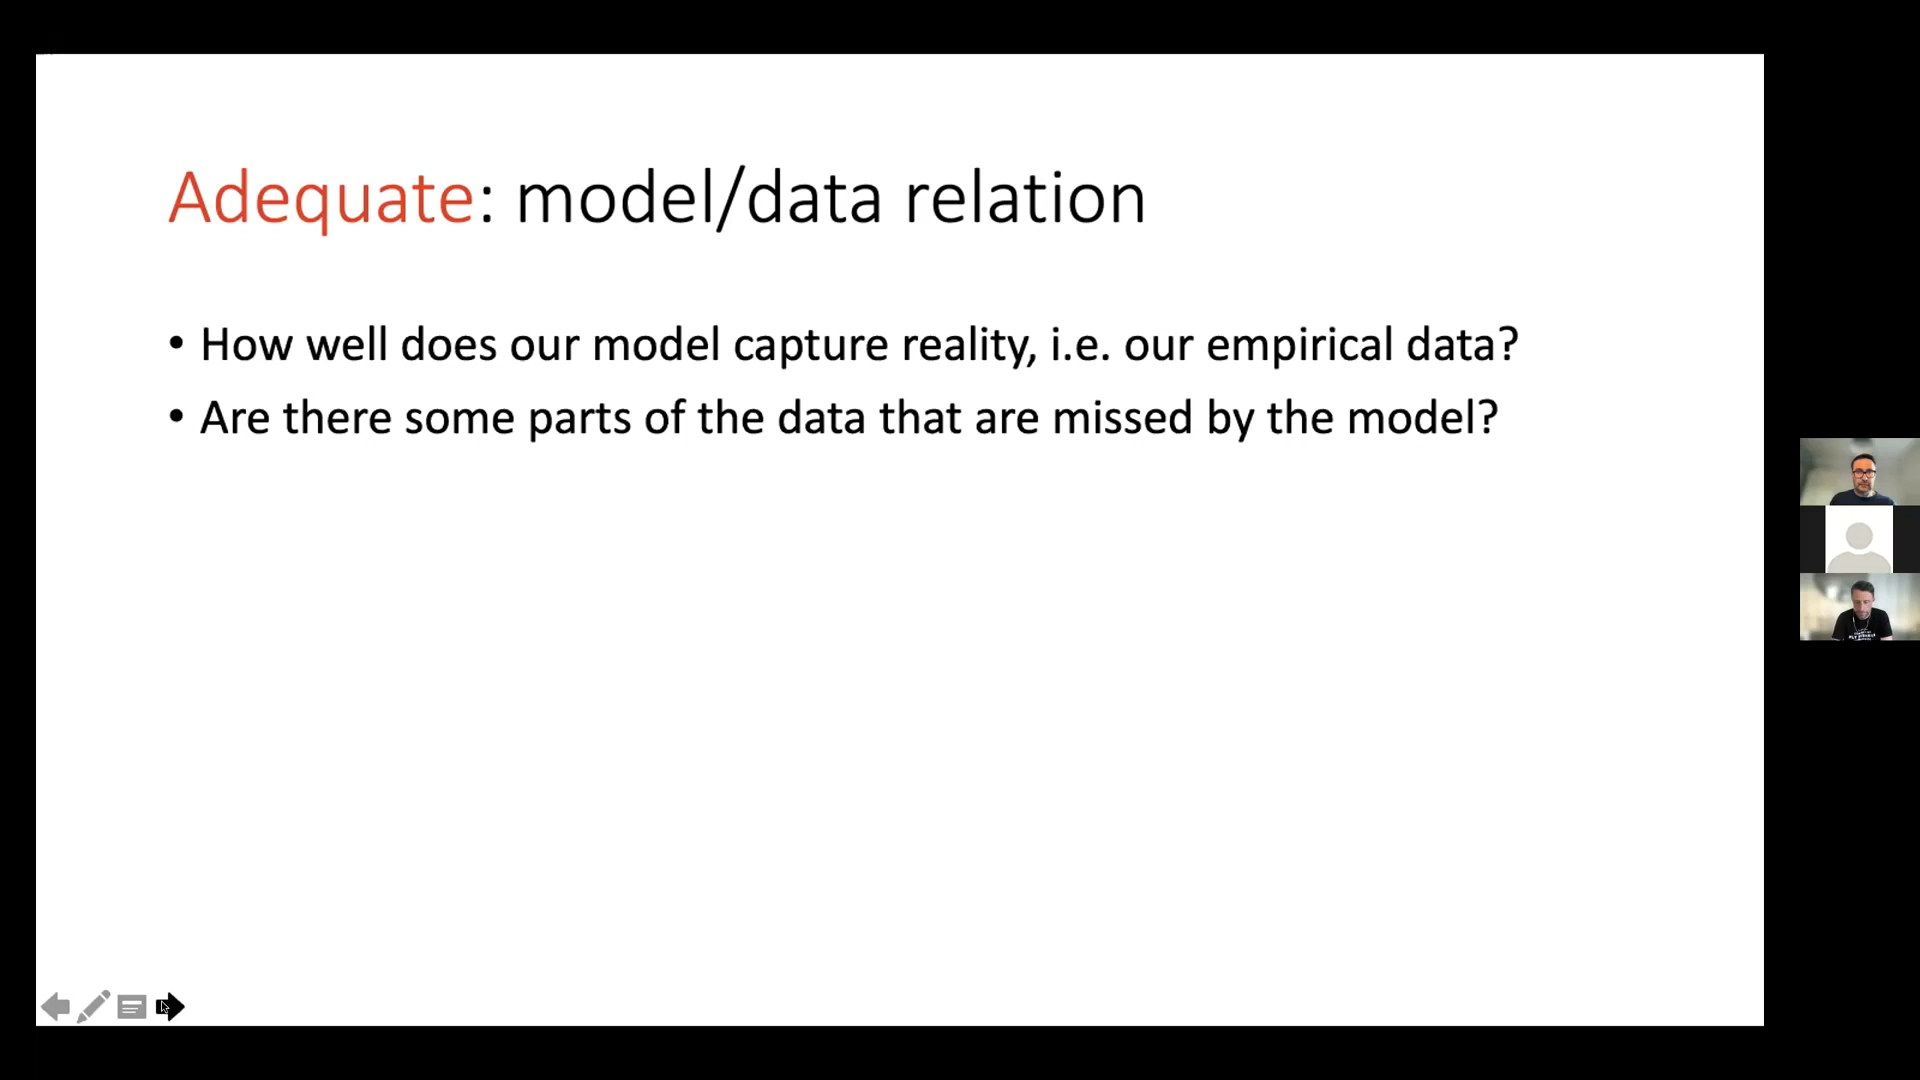 Adequate: model/data relation
• How well does our model capture reality, i.e. our empirical data?
• Are there some parts of the data that are missed by the model?